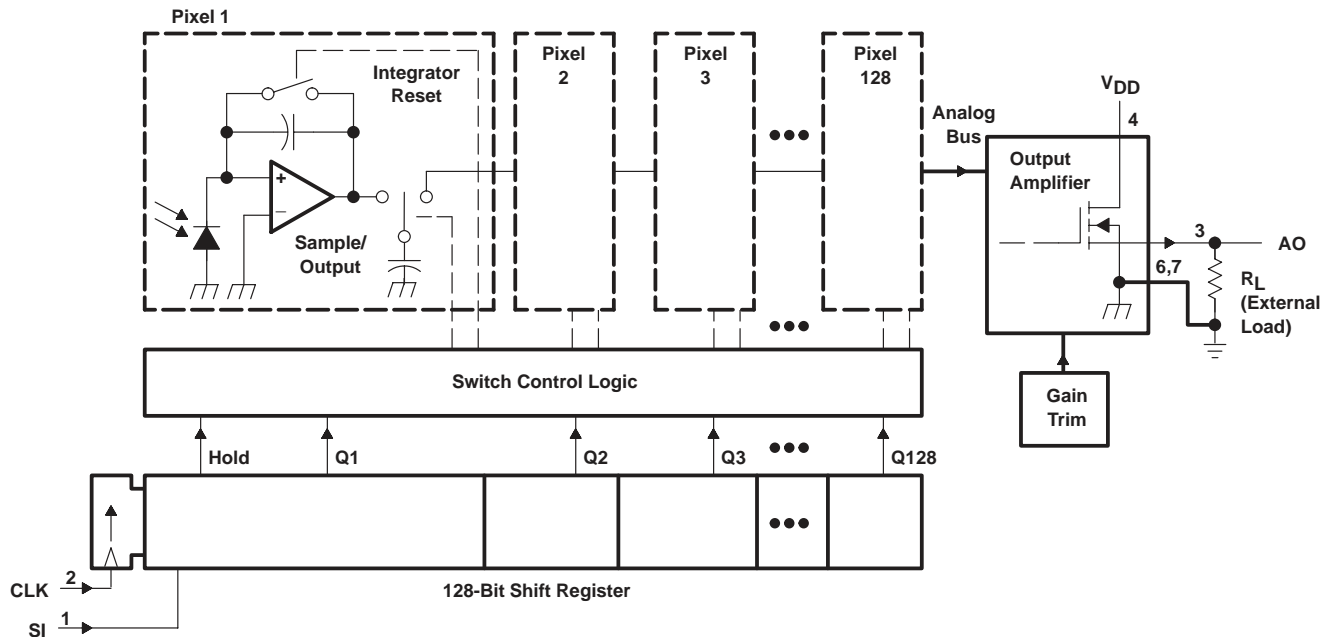 Pixel 1
Pixel
2
Pixel
3
Pixel
128
Integrator
Reset
+
–
Sample/
Output
Analog
Bus
VDD
4
Output
Amplifier
3
AO
6,7
RL
(External
Load)
Gain
Trim
Switch Control Logic
Hold
Q1
Q2
Q3
Q128
CLK
2
128-Bit Shift Register
SI
1